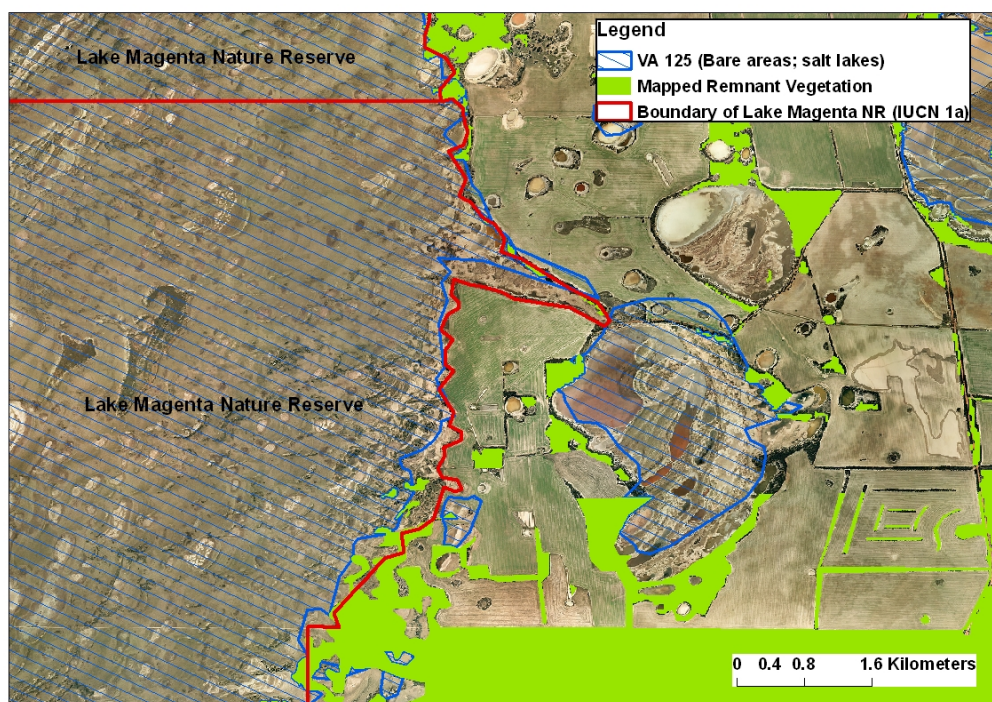 Lake Magenta Nature Reserve
Legend
VA 125 (Bare areas; salt lakes)
Mapped Remnant Vegetation
Boundary of Lake Magenta NR (IUCN 1a)
Lake Magenta Nature Reserve
0 0.4 0.8 1.6 Kilometers